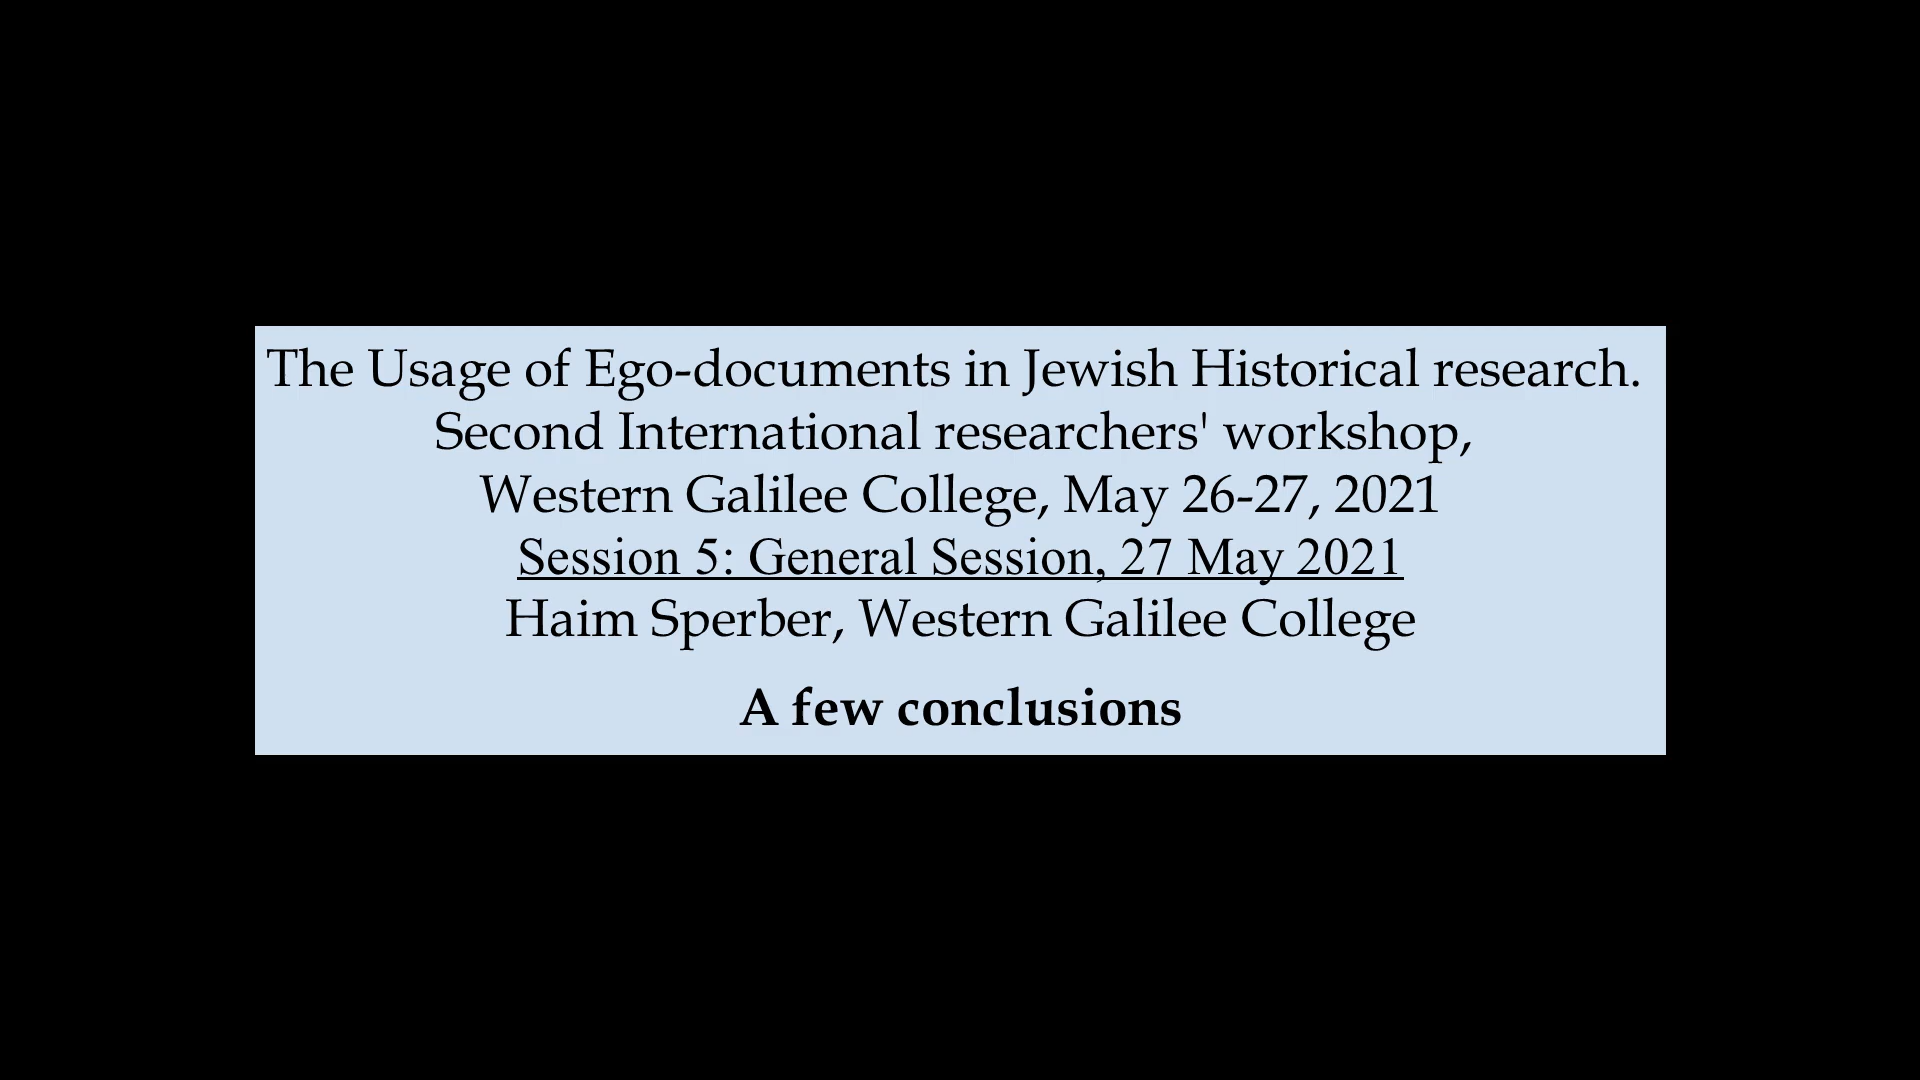 The Usage of Ego-documents in Jewish Historical research.
Second International researchers' workshop,
Western Galilee College, May 26-27, 2021
Session 5: General Session, 27 May 2021
Haim Sperber, Western Galilee College
A few conclusions